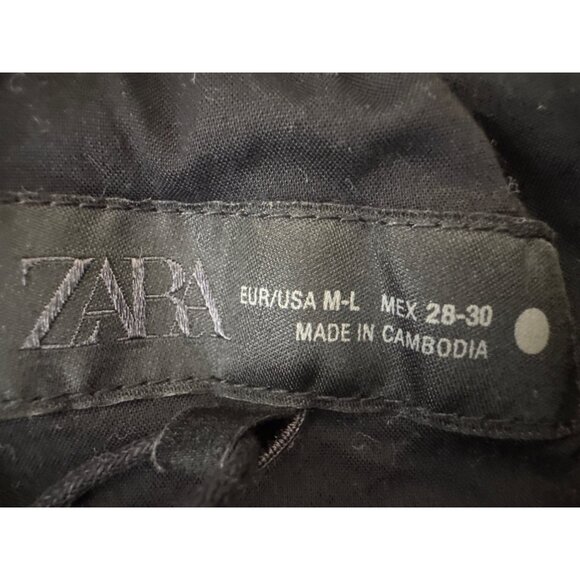 ZARA
EUR/USA M-L MEX 28-30
MADE IN CAMBODIA